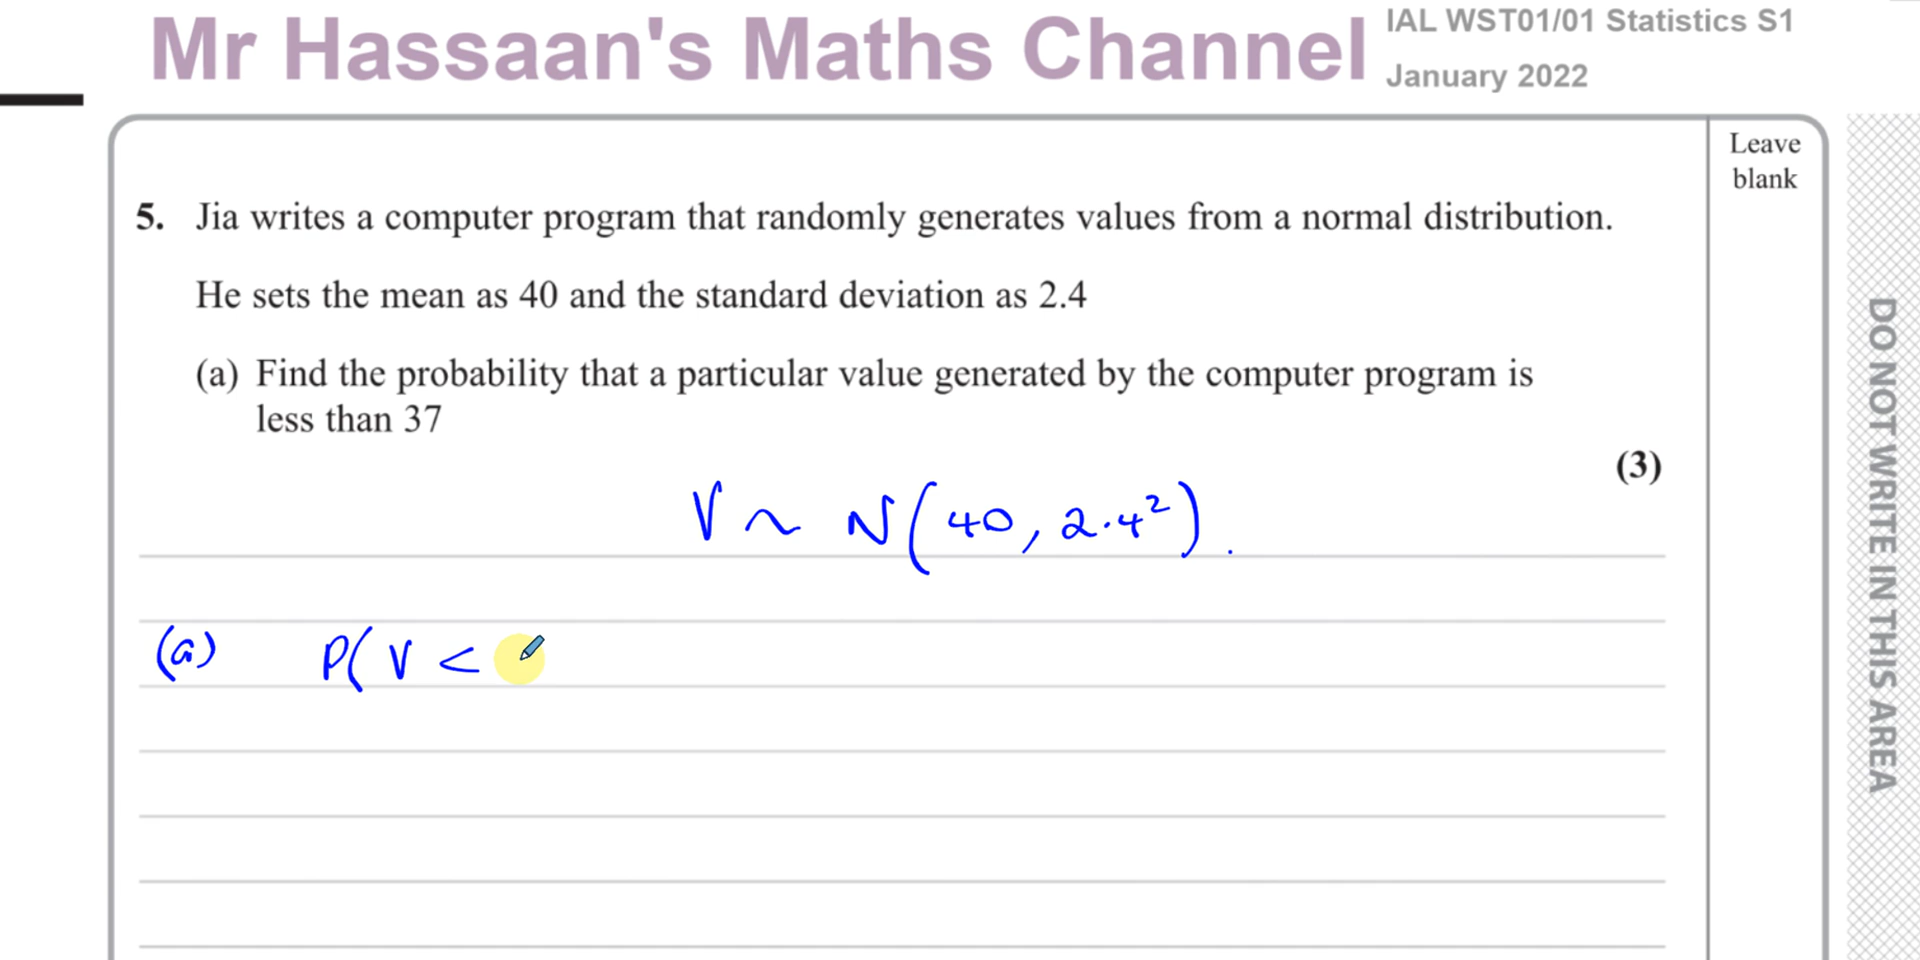 Mr Hassaan's Maths Channel
IAL WST01/01 Statistics S1
January 2022
Leave
blank
5. Jia writes a computer program that randomly generates values from a normal distribution.
He sets the mean as 40 and the standard deviation as 2.4
(a) Find the probability that a particular value generated by the computer program is
less than 37
(3)
V ~ N(40, 2.4²).
(a) P(V <
DO NOT WRITE IN THIS AREA